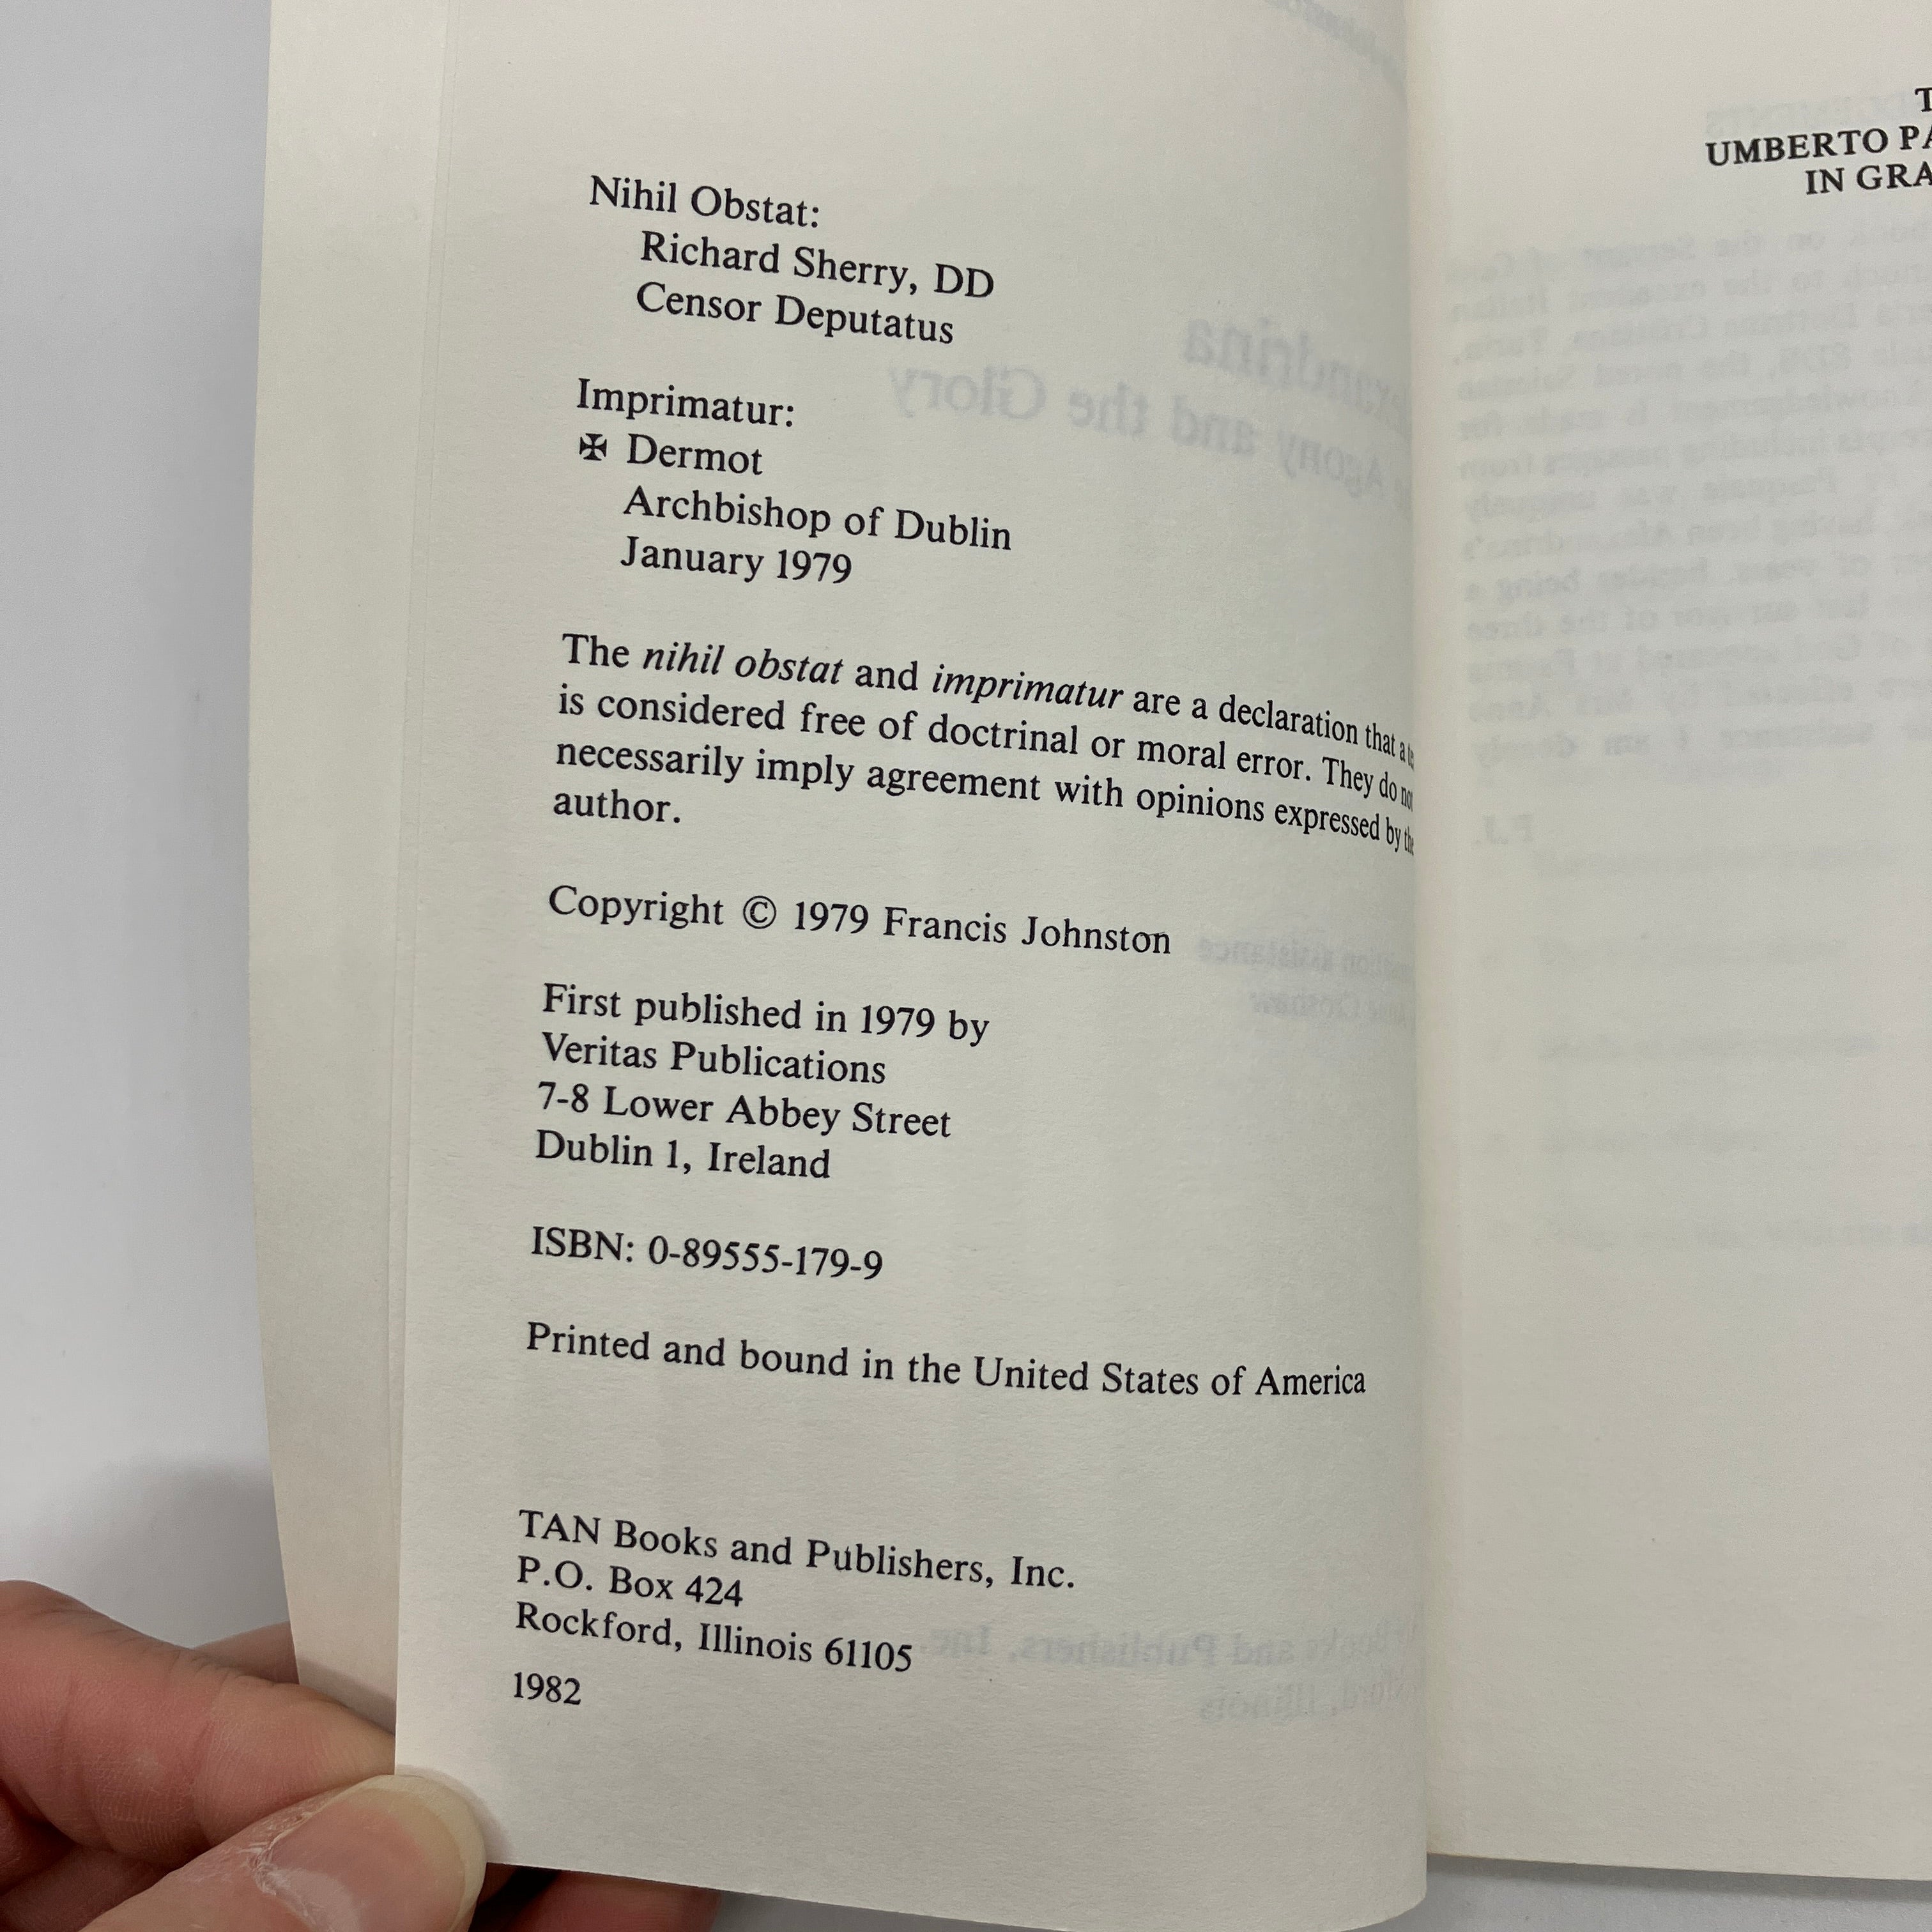 Nihil Obstat:
Richard Sherry, DD
Censor Deputatus
Imprimatur:
✠ Dermot
Archbishop of Dublin
January 1979
The nihil obstat and imprimatur are a declaration that a
is considered free of doctrinal or moral error. They do not
necessarily imply agreement with opinions expressed by the
author.
Copyright © 1979 Francis Johnston
First published in 1979 by
Veritas Publications
7-8 Lower Abbey Street
Dublin 1, Ireland
ISBN: 0-89555-179-9
Printed and bound in the United States of America
TAN Books and Publishers, Inc.
P.O. Box 424
Rockford, Illinois 61105
1982
UMBERTO
IN